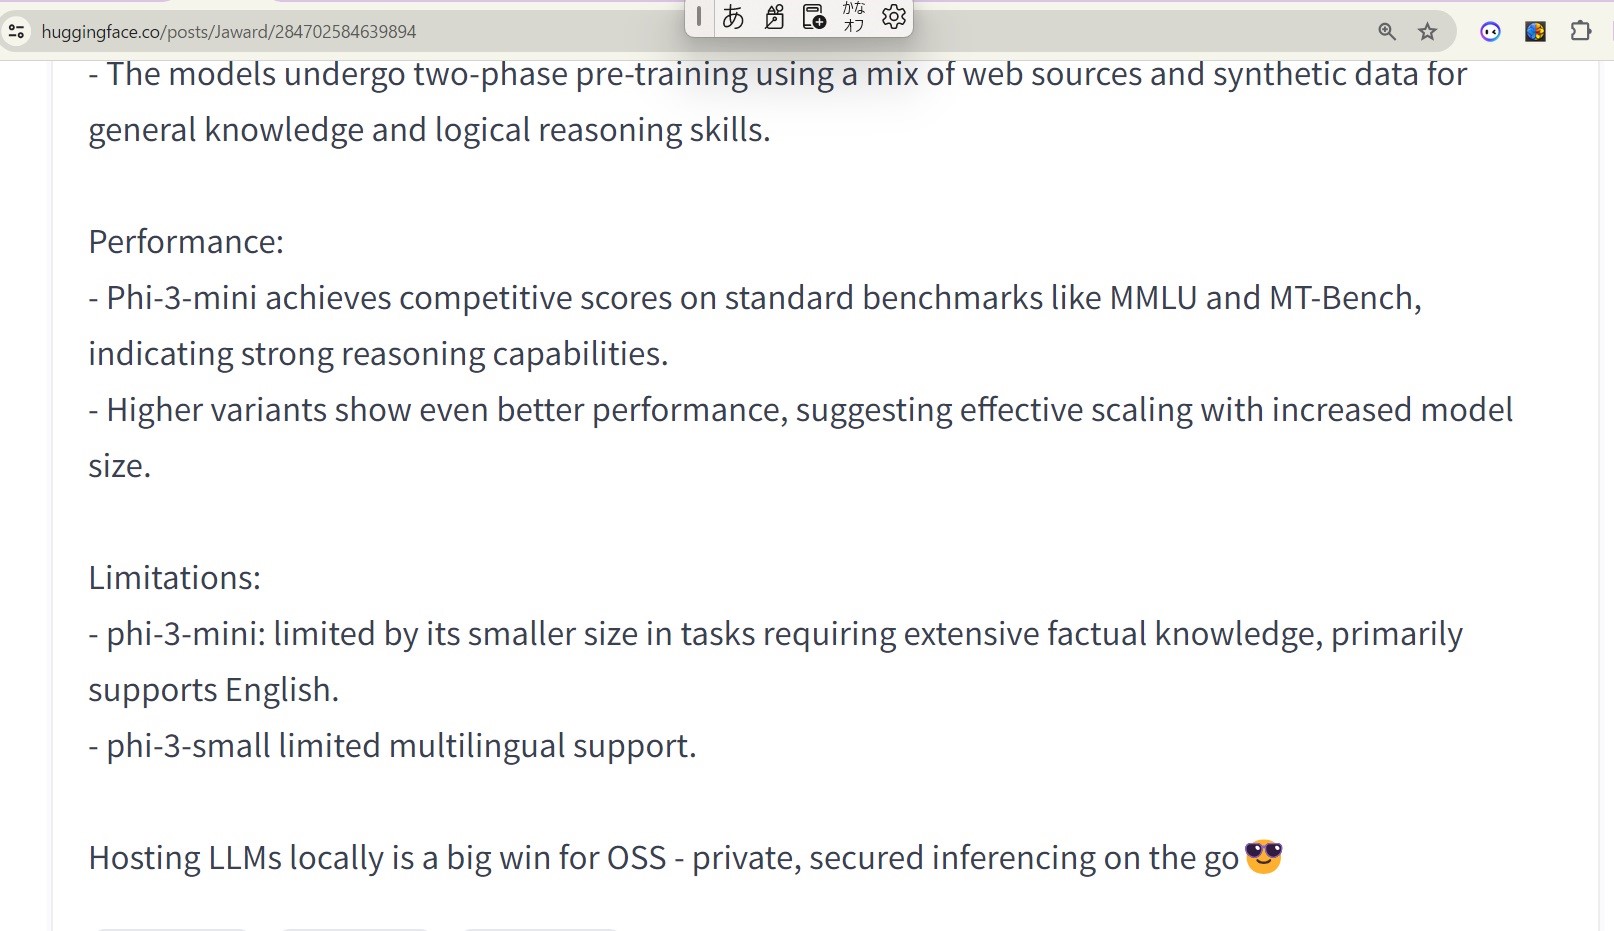 あ
かな
オフ
huggingface.co/posts/Jaward/284702584639894
- The models undergo two-phase pre-training using a mix of web sources and synthetic data for
general knowledge and logical reasoning skills.
Performance:
- Phi-3-mini achieves competitive scores on standard benchmarks like MMLU and MT-Bench,
indicating strong reasoning capabilities.
- Higher variants show even better performance, suggesting effective scaling with increased model
size.
Limitations:
- phi-3-mini: limited by its smaller size in tasks requiring extensive factual knowledge, primarily
supports English.
- phi-3-small limited multilingual support.
Hosting LLMs locally is a big win for OSS - private, secured inferencing on the go😎